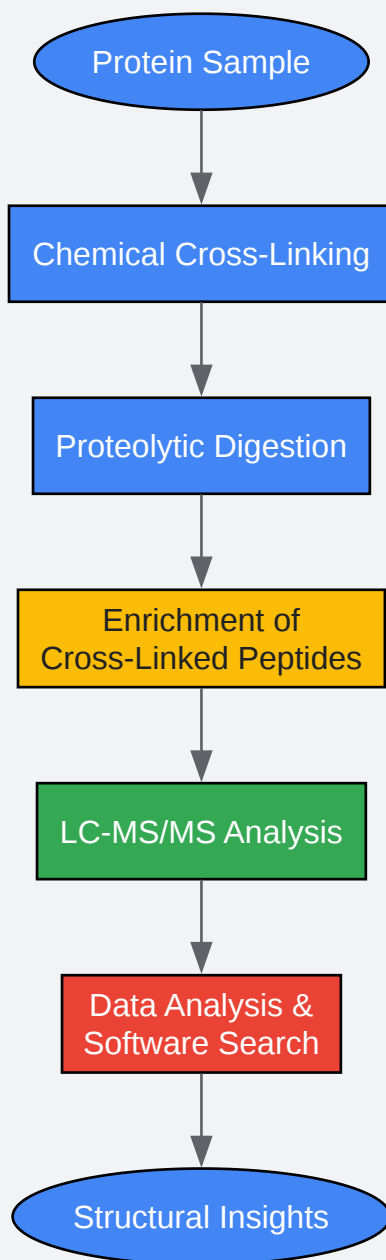 Protein Sample
Chemical Cross-Linking
Proteolytic Digestion
Enrichment of
Cross-Linked Peptides
LC-MS/MS Analysis
Data Analysis &
Software Search
Structural Insights